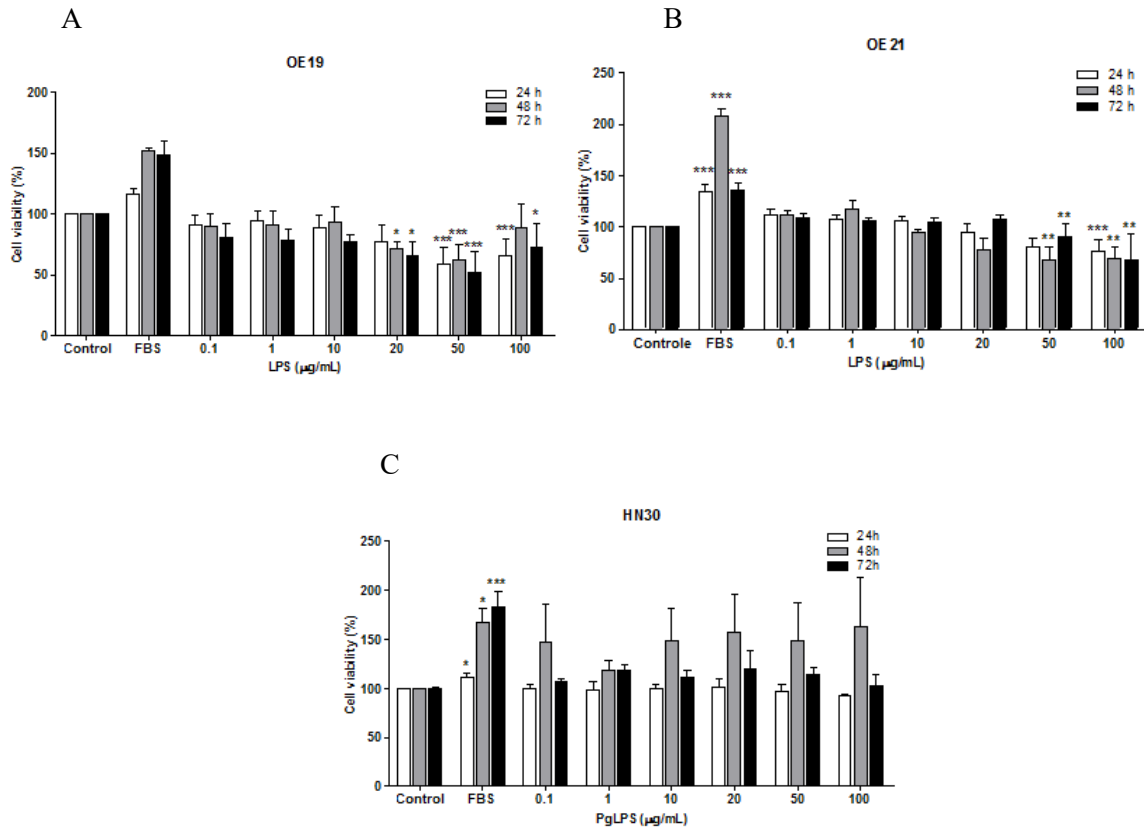 A
OE19
24 h
48 h
72 h
Cell viability (%)
200
150
100
50
0
*** *** *** *** *
* *
Control FBS 0.1 1 10 20 50 100
LPS (μg/mL)
B
OE 21
24 h
48 h
72 h
Cell viability (%)
250
200
150
100
50
0
***
*** ***
** ** *** ** **
Controle FBS 0.1 1 10 20 50 100
LPS (μg/mL)
C
HN30
24h
48h
72h
Cell viability (%)
250
200
150
100
50
0
* * ***
Control FBS 0.1 1 10 20 50 100
PgLPS (μg/mL)